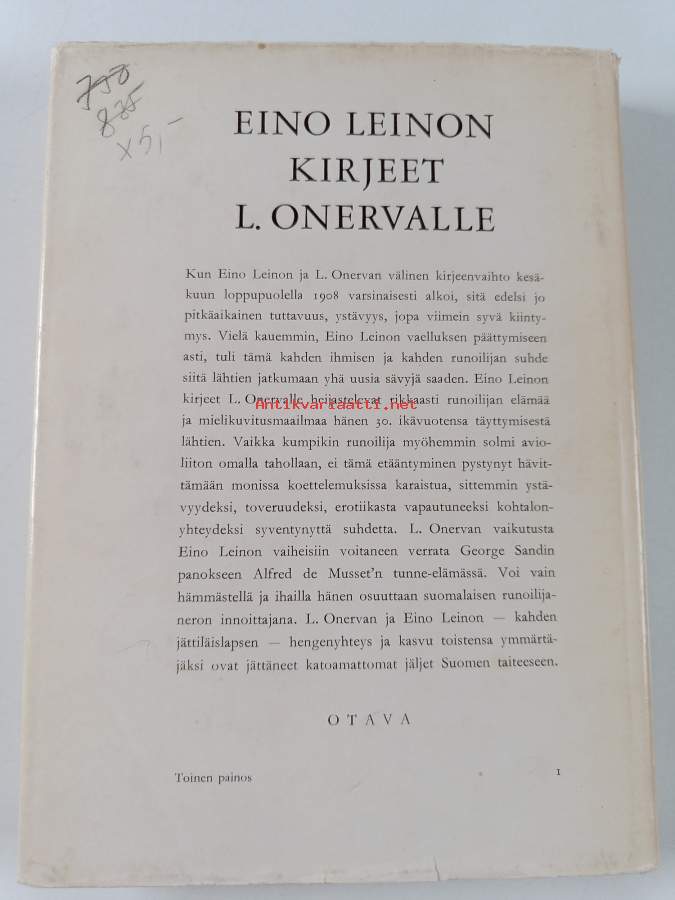 750
875
x 5,-
EINO LEINON
KIRJEET
L. ONERVALLE
Kun Eino Leinon ja L. Onervan välinen kirjeenvaihto kesä-
kuun loppupuolella 1908 varsinaisesti alkoi, sitä edelsi jo
pitkäaikainen tuttavuus, ystävyys, jopa viimein syvä kiinty-
mys. Vielä kauemmin, Eino Leinon vaelluksen päättymiseen
asti, tuli tämä kahden ihmisen ja kahden runoilijan suhde
siitä lähtien jatkumaan yhä uusia sävyjä saaden. Eino Leinon
kirjeet L. Onervalle heijastelevat rikkaasti runoilijan elämää
Antikvariaatti.net
ja mielikuvitusmaailmaa hänen 30. ikävuotensa täyttymisestä
lähtien. Vaikka kumpikin runoilija myöhemmin solmi avio-
liiton omalla tahollaan, ei tämä etääntyminen pystynyt hävit-
tämään monissa koettelemuksissa karaistua, sittemmin ystä-
vyydeksi, toveruudeksi, erotiikasta vapautuneeksi kohtalon-
yhteydeksi syventynyttä suhdetta. L. Onervan vaikutusta
Eino Leinon vaiheisiin voitaneen verrata George Sandin
panokseen Alfred de Musset'n tunne-elämässä. Voi vain
hämmästellä ja ihailla hänen osuuttaan suomalaisen runoilija-
neron innoittajana. L. Onervan ja Eino Leinon — kahden
jättiläislapsen — hengenyhteys ja kasvu toistensa ymmärtä-
jäksi ovat jättäneet katoamattomat jäljet Suomen taiteeseen.
OTAVA
Toinen painos
1